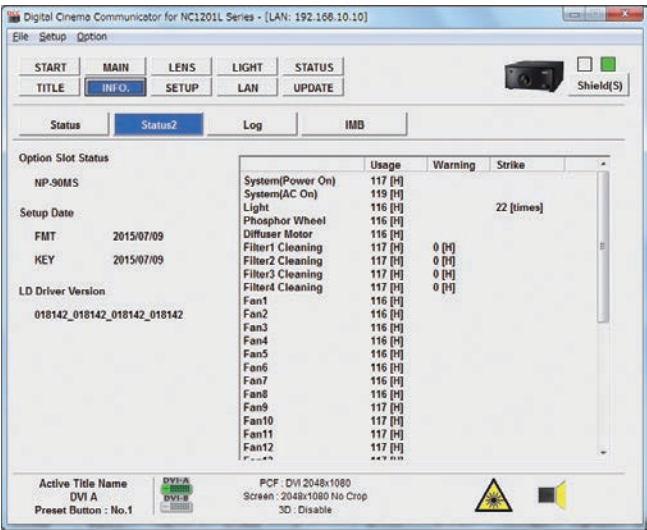 Digital Cinema Communicator for NC1201L Series - [LAN: 192.168.10.10]
File Setup Option
START MAIN LENS LIGHT STATUS
TITLE INFO. SETUP LAN UPDATE
Shield(S)
Status Status2 Log IMB
Option Slot Status
NP-90MS
Setup Date
FMT 2015/07/09
KEY 2015/07/09
LD Driver Version
018142_018142_018142_018142
Usage Warning Strike
System(Power On) 117 [H]
System(AC On) 119 [H]
Light 116 [H] 22 [times]
Phosphor Wheel 116 [H]
Diffuser Motor 116 [H]
Filter1 Cleaning 117 [H] 0 [H]
Filter2 Cleaning 117 [H] 0 [H]
Filter3 Cleaning 117 [H] 0 [H]
Filter4 Cleaning 117 [H] 0 [H]
Fan1 116 [H]
Fan2 116 [H]
Fan3 116 [H]
Fan4 116 [H]
Fan5 116 [H]
Fan6 116 [H]
Fan7 116 [H]
Fan8 116 [H]
Fan9 117 [H]
Fan10 117 [H]
Fan11 117 [H]
Fan12 117 [H]
Active Title Name
DVI A
Preset Button : No.1
DVI-A
DVI-B
PCF : DVI 2048x1080
Screen : 2048x1080 No Crop
3D : Disable